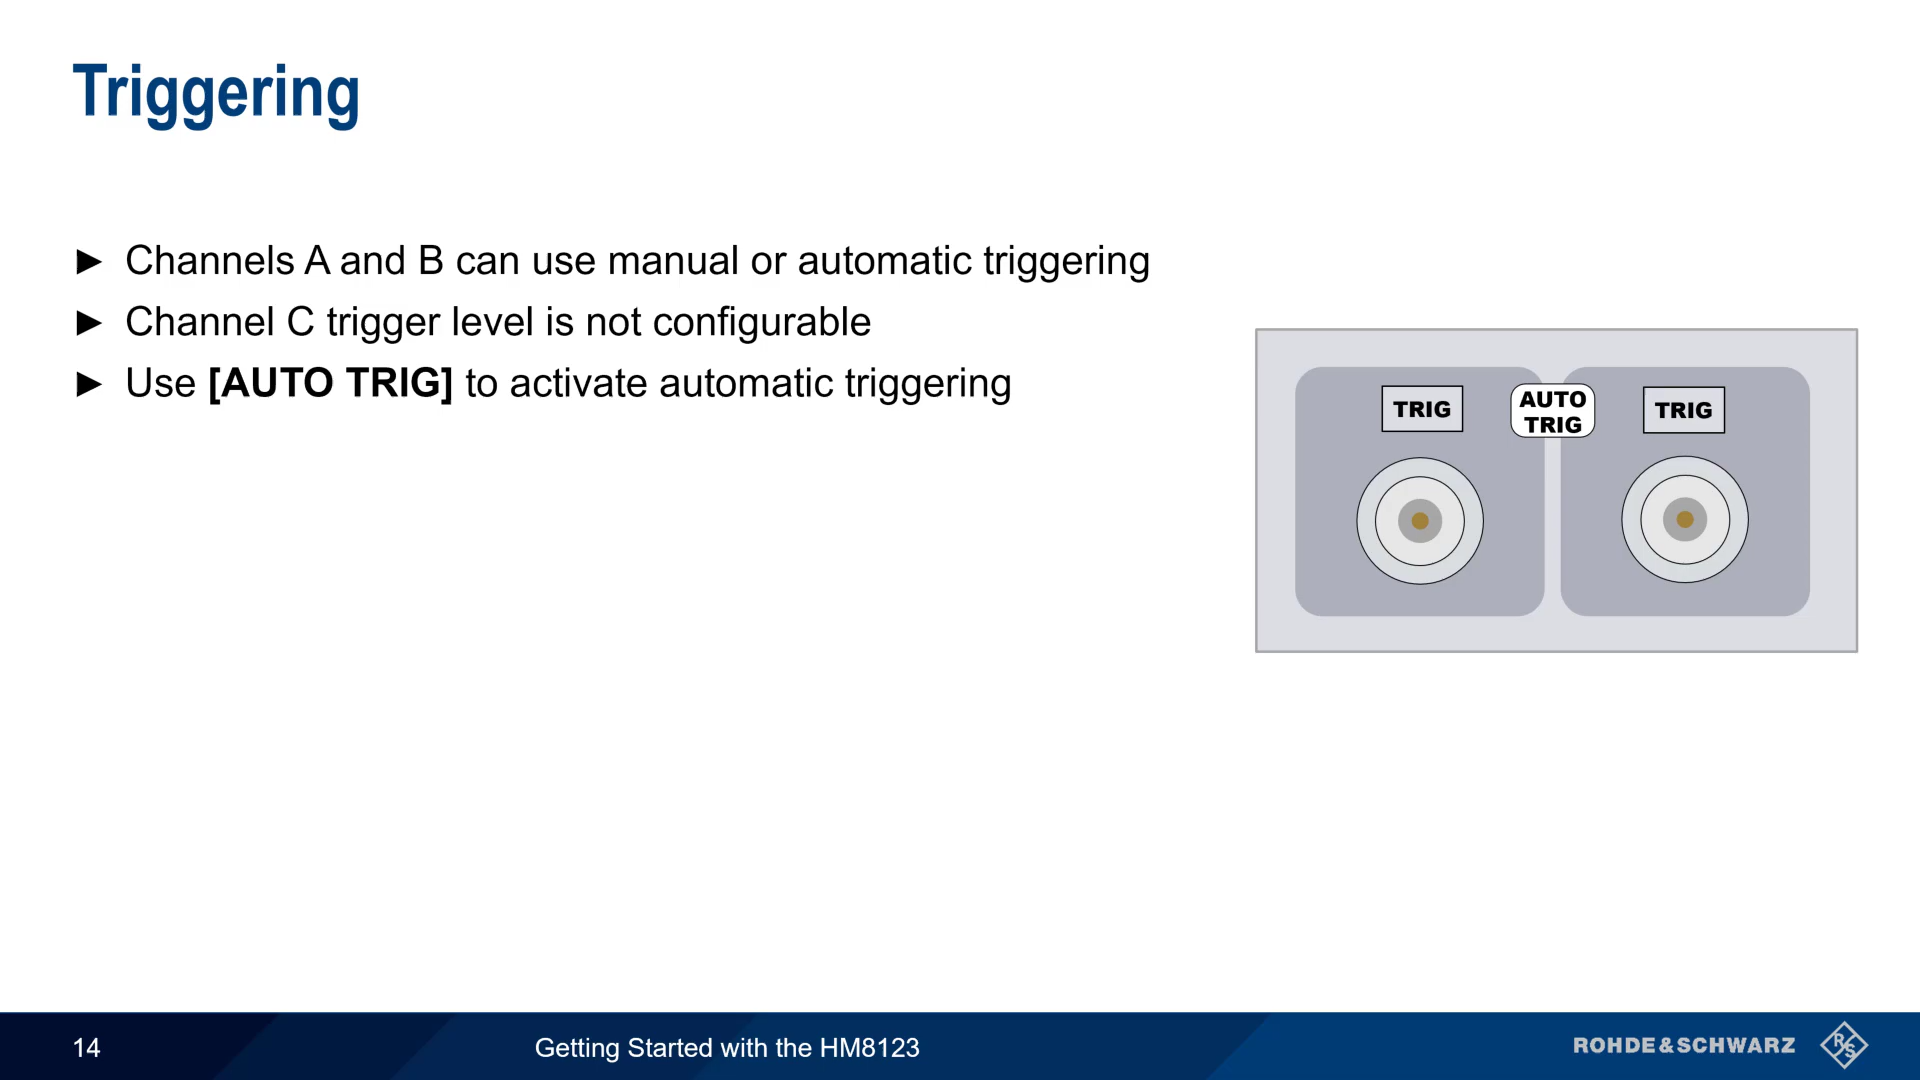 Triggering
► Channels A and B can use manual or automatic triggering
► Channel C trigger level is not configurable
► Use [AUTO TRIG] to activate automatic triggering
TRIG
AUTO
TRIG
TRIG
14
Getting Started with the HM8123
ROHDE&SCHWARZ
R
S